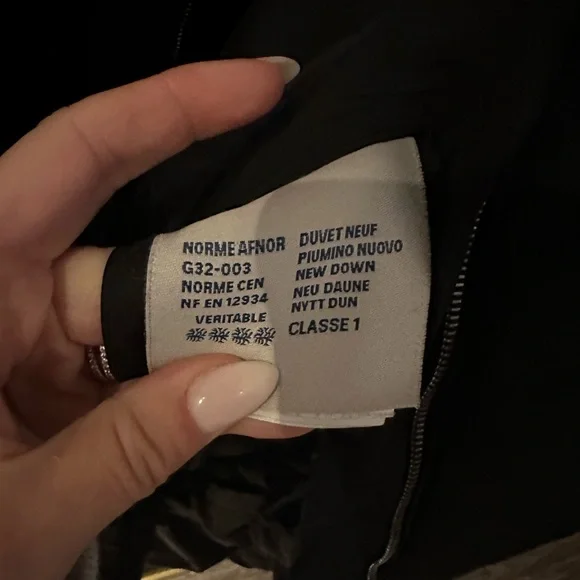 NORME AFNOR
G32-003
NORME CEN
NF EN 12934
VERITABLE
DUVET NEUF
PIUMINO NUOVO
NEW DOWN
NEU DAUNE
NYTT DUN
CLASSE 1